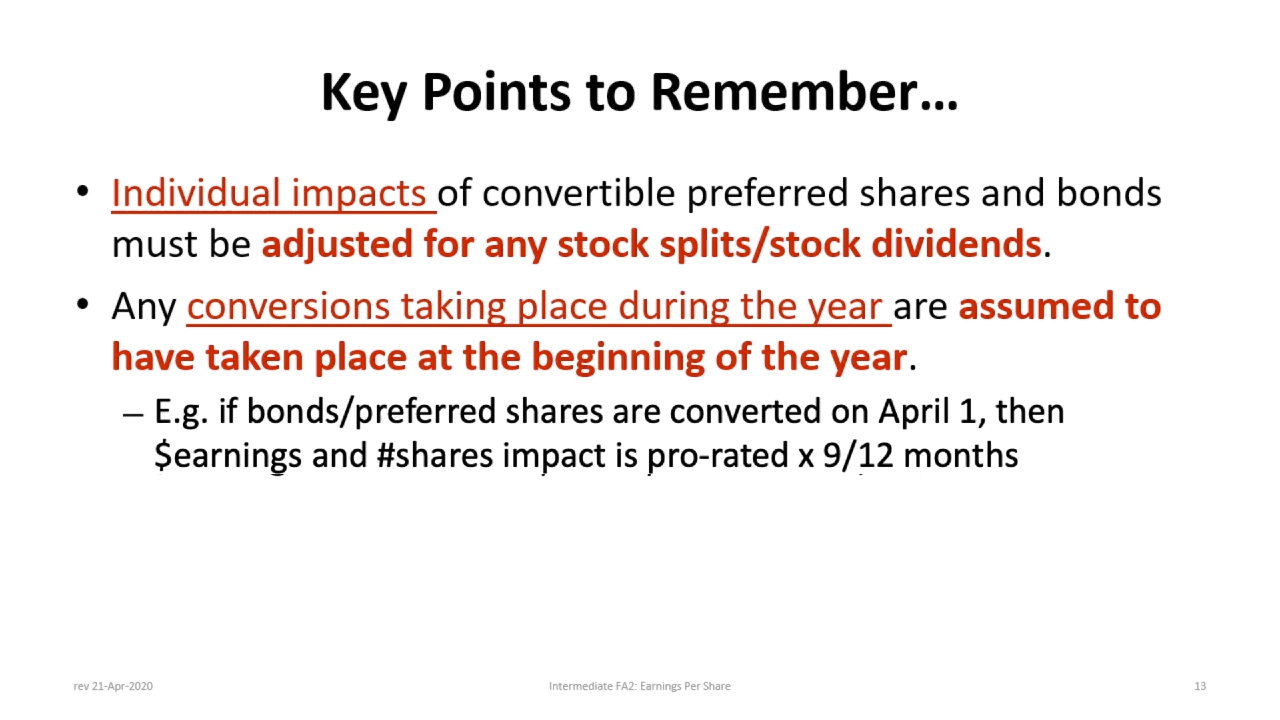 Key Points to Remember…
• Individual impacts of convertible preferred shares and bonds
must be adjusted for any stock splits/stock dividends.
• Any conversions taking place during the year are assumed to
have taken place at the beginning of the year.
– E.g. if bonds/preferred shares are converted on April 1, then
$earnings and #shares impact is pro-rated x 9/12 months
rev 21-Apr-2020
Intermediate FA2: Earnings Per Share
13